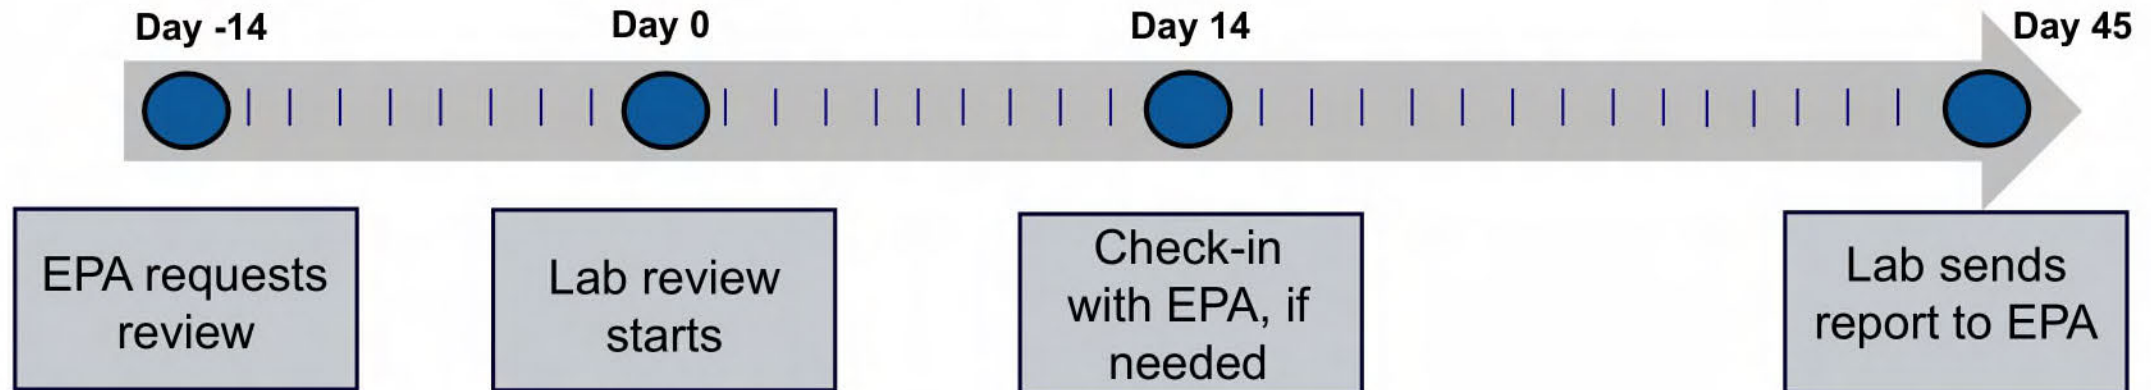 Day -14
Day 0
Day 14
Day 45
EPA requests
review
Lab review
starts
Check-in
with EPA, if
needed
Lab sends
report to EPA